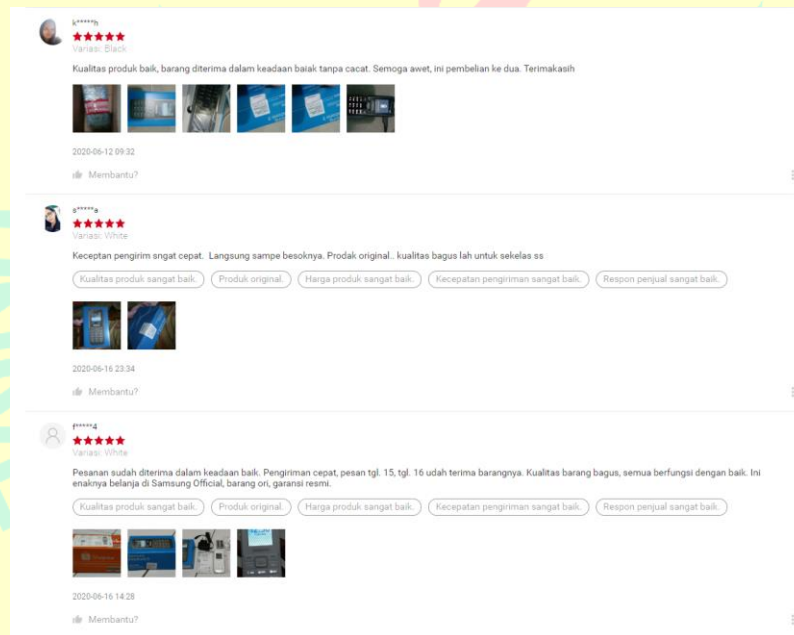 k*****h
Variasi: Black
Kualitas produk baik, barang diterima dalam keadaan baiak tanpa cacat. Semoga awet, ini pembelian ke dua. Terimakasih
2020-06-12 09:32
Membantu?
s*****a
Variasi: White
Keceptan pengirim sngat cepat. Langsung sampe besoknya. Prodak original.. kualitas bagus lah untuk sekelas ss
Kualitas produk sangat baik. Produk original. Harga produk sangat baik. Kecepatan pengiriman sangat baik. Respon penjual sangat baik.
2020-06-16 23:34
Membantu?
f*****4
Variasi: White
Pesanan sudah diterima dalam keadaan baik. Pengiriman cepat, pesan tgl. 15, tgl. 16 udah terima barangnya. Kualitas barang bagus, semua berfungsi dengan baik. Ini
enaknya belanja di Samsung Official, barang ori, garansi resmi.
Kualitas produk sangat baik. Produk original. Harga produk sangat baik. Kecepatan pengiriman sangat baik. Respon penjual sangat baik.
2020-06-16 14:28
Membantu?